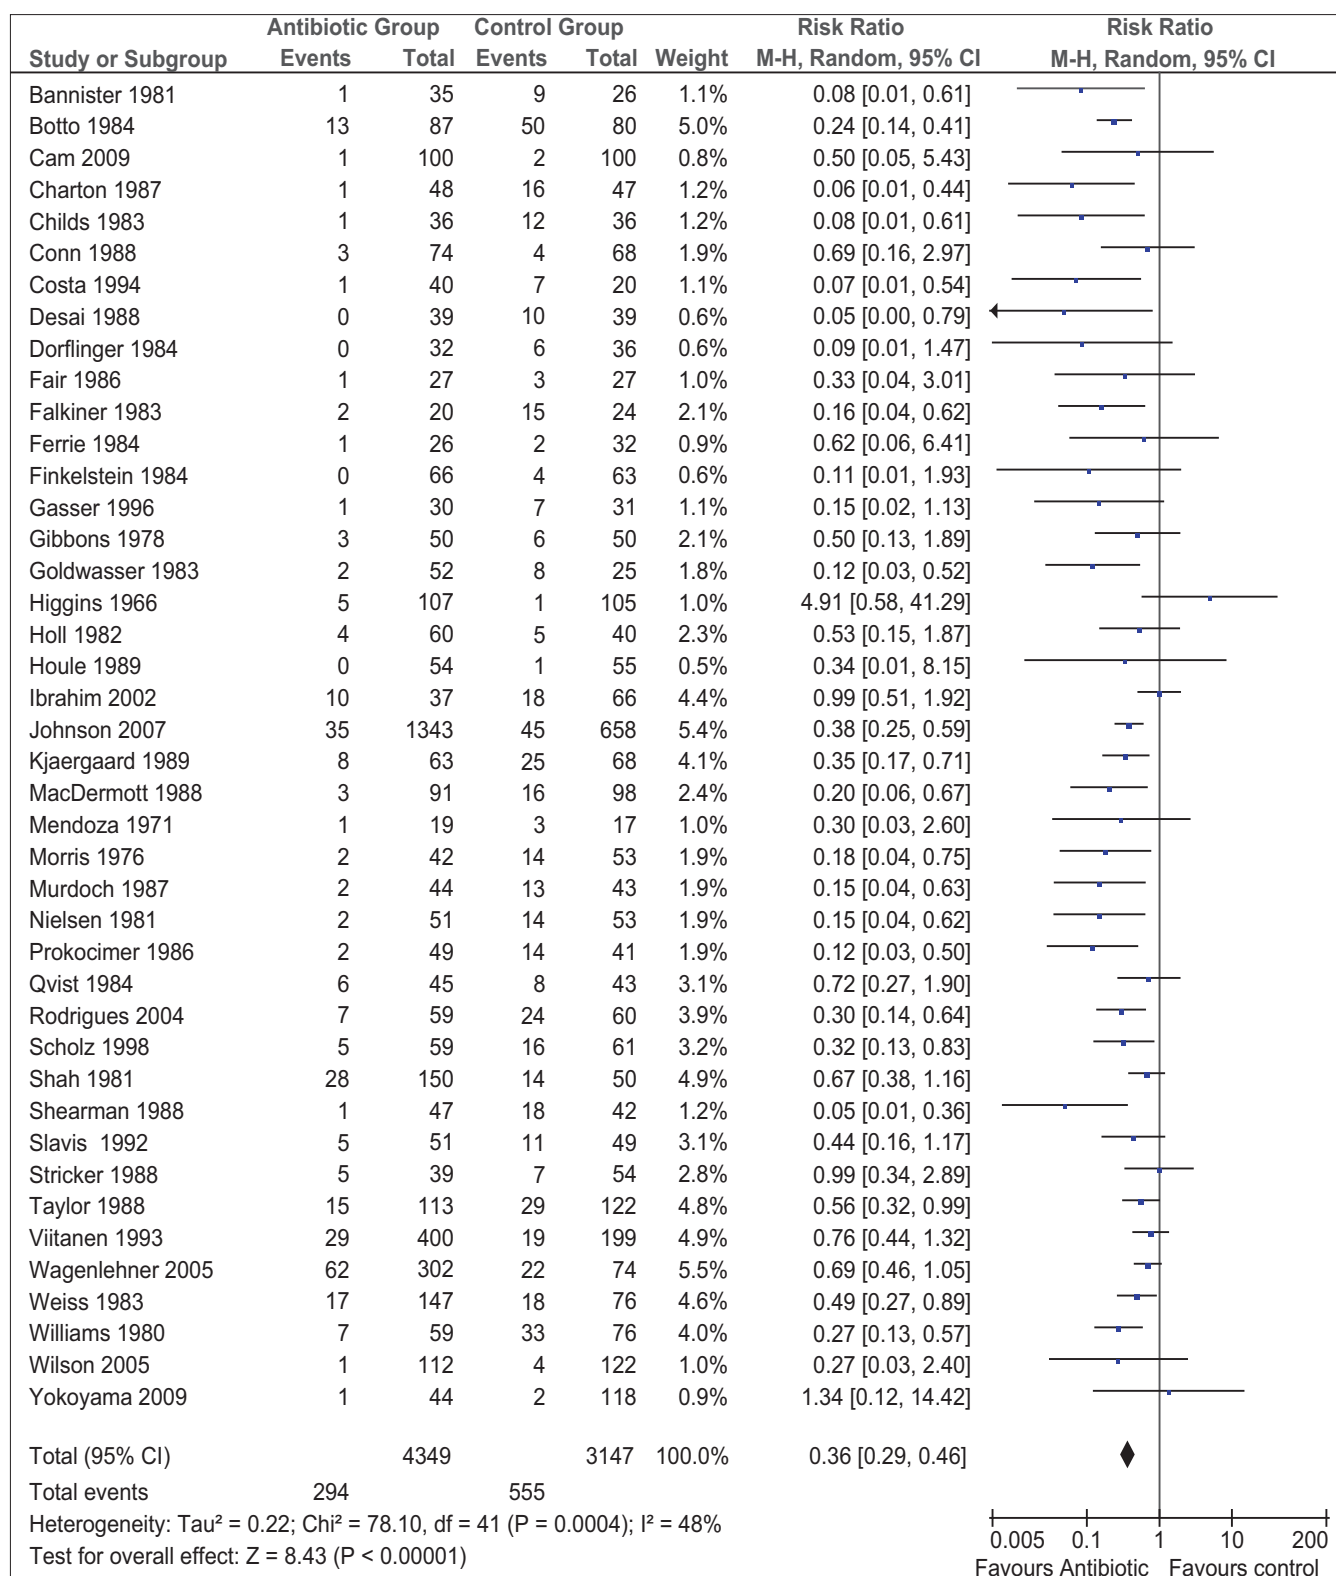 Antibiotic Group Control Group Risk Ratio Risk Ratio
Study or Subgroup Events Total Events Total Weight M-H, Random, 95% CI M-H, Random, 95% CI
Bannister 1981 1 35 9 26 1.1% 0.08 [0.01, 0.61]
Botto 1984 13 87 50 80 5.0% 0.24 [0.14, 0.41]
Cam 2009 1 100 2 100 0.8% 0.50 [0.05, 5.43]
Charton 1987 1 48 16 47 1.2% 0.06 [0.01, 0.44]
Childs 1983 1 36 12 36 1.2% 0.08 [0.01, 0.61]
Conn 1988 3 74 4 68 1.9% 0.69 [0.16, 2.97]
Costa 1994 1 40 7 20 1.1% 0.07 [0.01, 0.54]
Desai 1988 0 39 10 39 0.6% 0.05 [0.00, 0.79]
Dorflinger 1984 0 32 6 36 0.6% 0.09 [0.01, 1.47]
Fair 1986 1 27 3 27 1.0% 0.33 [0.04, 3.01]
Falkiner 1983 2 20 15 24 2.1% 0.16 [0.04, 0.62]
Ferrie 1984 1 26 2 32 0.9% 0.62 [0.06, 6.41]
Finkelstein 1984 0 66 4 63 0.6% 0.11 [0.01, 1.93]
Gasser 1996 1 30 7 31 1.1% 0.15 [0.02, 1.13]
Gibbons 1978 3 50 6 50 2.1% 0.50 [0.13, 1.89]
Goldwasser 1983 2 52 8 25 1.8% 0.12 [0.03, 0.52]
Higgins 1966 5 107 1 105 1.0% 4.91 [0.58, 41.29]
Holl 1982 4 60 5 40 2.3% 0.53 [0.15, 1.87]
Houle 1989 0 54 1 55 0.5% 0.34 [0.01, 8.15]
Ibrahim 2002 10 37 18 66 4.4% 0.99 [0.51, 1.92]
Johnson 2007 35 1343 45 658 5.4% 0.38 [0.25, 0.59]
Kjaergaard 1989 8 63 25 68 4.1% 0.35 [0.17, 0.71]
MacDermott 1988 3 91 16 98 2.4% 0.20 [0.06, 0.67]
Mendoza 1971 1 19 3 17 1.0% 0.30 [0.03, 2.60]
Morris 1976 2 42 14 53 1.9% 0.18 [0.04, 0.75]
Murdoch 1987 2 44 13 43 1.9% 0.15 [0.04, 0.63]
Nielsen 1981 2 51 14 53 1.9% 0.15 [0.04, 0.62]
Prokocimer 1986 2 49 14 41 1.9% 0.12 [0.03, 0.50]
Qvist 1984 6 45 8 43 3.1% 0.72 [0.27, 1.90]
Rodrigues 2004 7 59 24 60 3.9% 0.30 [0.14, 0.64]
Scholz 1998 5 59 16 61 3.2% 0.32 [0.13, 0.83]
Shah 1981 28 150 14 50 4.9% 0.67 [0.38, 1.16]
Shearman 1988 1 47 18 42 1.2% 0.05 [0.01, 0.36]
Slavis 1992 5 51 11 49 3.1% 0.44 [0.16, 1.17]
Stricker 1988 5 39 7 54 2.8% 0.99 [0.34, 2.89]
Taylor 1988 15 113 29 122 4.8% 0.56 [0.32, 0.99]
Viitanen 1993 29 400 19 199 4.9% 0.76 [0.44, 1.32]
Wagenlehner 2005 62 302 22 74 5.5% 0.69 [0.46, 1.05]
Weiss 1983 17 147 18 76 4.6% 0.49 [0.27, 0.89]
Williams 1980 7 59 33 76 4.0% 0.27 [0.13, 0.57]
Wilson 2005 1 112 4 122 1.0% 0.27 [0.03, 2.40]
Yokoyama 2009 1 44 2 118 0.9% 1.34 [0.12, 14.42]
Total (95% CI) 4349 3147 100.0% 0.36 [0.29, 0.46]
Total events 294 555
Heterogeneity: Tau² = 0.22; Chi² = 78.10, df = 41 (P = 0.0004); I² = 48%
Test for overall effect: Z = 8.43 (P < 0.00001)
0.005 0.1 1 10 200
Favours Antibiotic Favours control